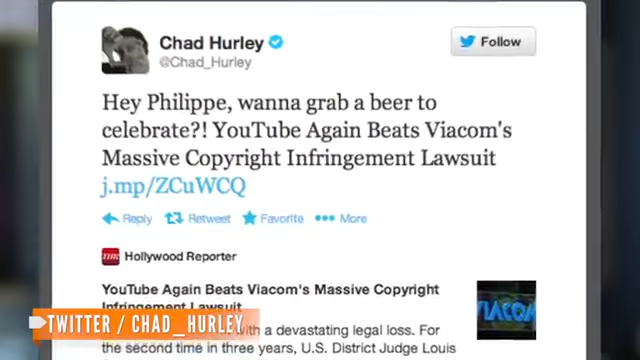 Chad Hurley
Follow
@Chad_Hurley
Hey Philippe, wanna grab a beer to
celebrate?! YouTube Again Beats Viacom's
Massive Copyright Infringement Lawsuit
j.mp/ZCuWCQ
Reply Retweet Favorite More
THR Hollywood Reporter
YouTube Again Beats Viacom's Massive Copyright
Infringement Lawsuit
VIACOM
TWITTER / CHAD_HURLEY
with a devastating legal loss. For
the second time in three years, U.S. District Judge Louis